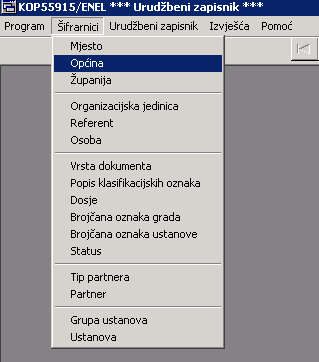 KOP55915/ENEL *** Urudžbeni zapisnik ***
Program Šifrarnici Urudžbeni zapisnik Izvješća Pomoć
Mjesto
Općina
Županija
Organizacijska jedinica
Referent
Osoba
Vrsta dokumenta
Popis klasifikacijskih oznaka
Dosje
Brojčana oznaka grada
Brojčana oznaka ustanove
Status
Tip partnera
Partner
Grupa ustanova
Ustanova